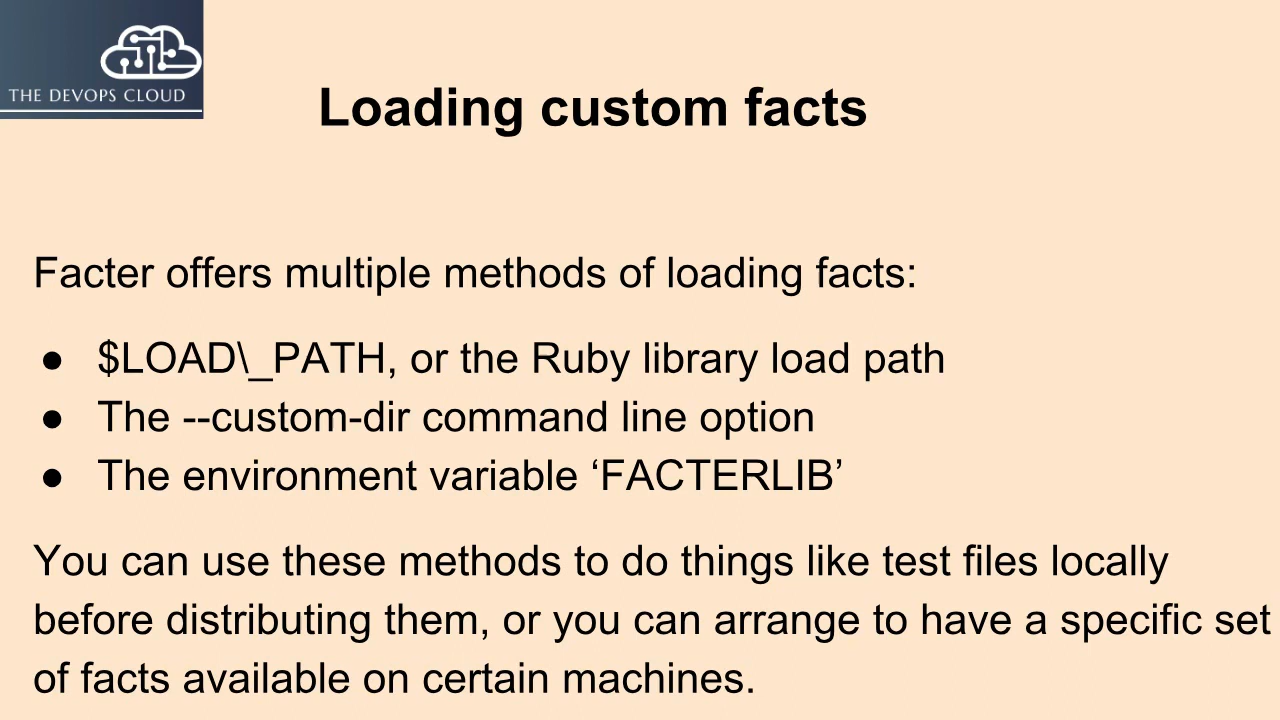 THE DEVOPS CLOUD
Loading custom facts
Facter offers multiple methods of loading facts:
● $LOAD\_PATH, or the Ruby library load path
● The --custom-dir command line option
● The environment variable ‘FACTERLIB’
You can use these methods to do things like test files locally
before distributing them, or you can arrange to have a specific set
of facts available on certain machines.